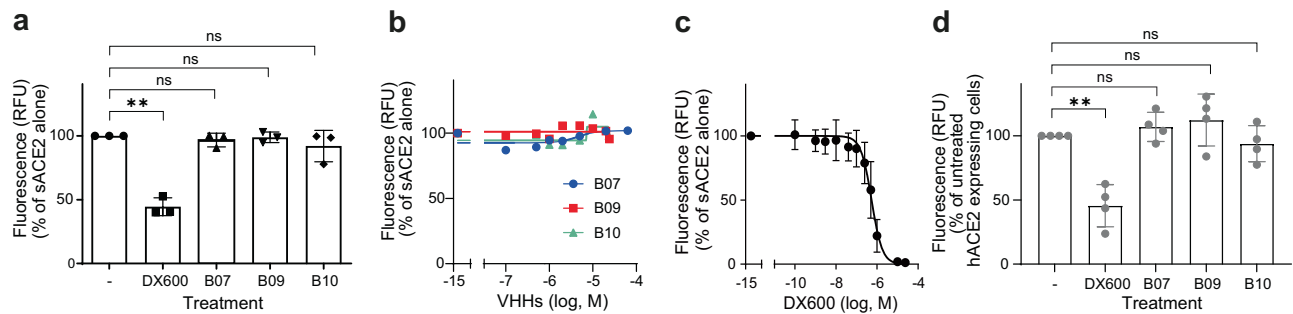 a
ns
ns
ns
**
Fluorescence (RFU)
(% of sACE2 alone)
100
50
0
-
DX600
B07
B09
B10
Treatment
b
Fluorescence (RFU)
(% of sACE2 alone)
100
50
0
B07
B09
B10
-15
-7
-6
-5
-4
VHHs (log, M)
c
Fluorescence (RFU)
(% of sACE2 alone)
100
50
0
-15
-10
-8
-6
-4
DX600 (log, M)
d
ns
ns
ns
**
Fluorescence (RFU)
(% of untreated
hACE2 expressing cells)
100
50
0
-
DX600
B07
B09
B10
Treatment